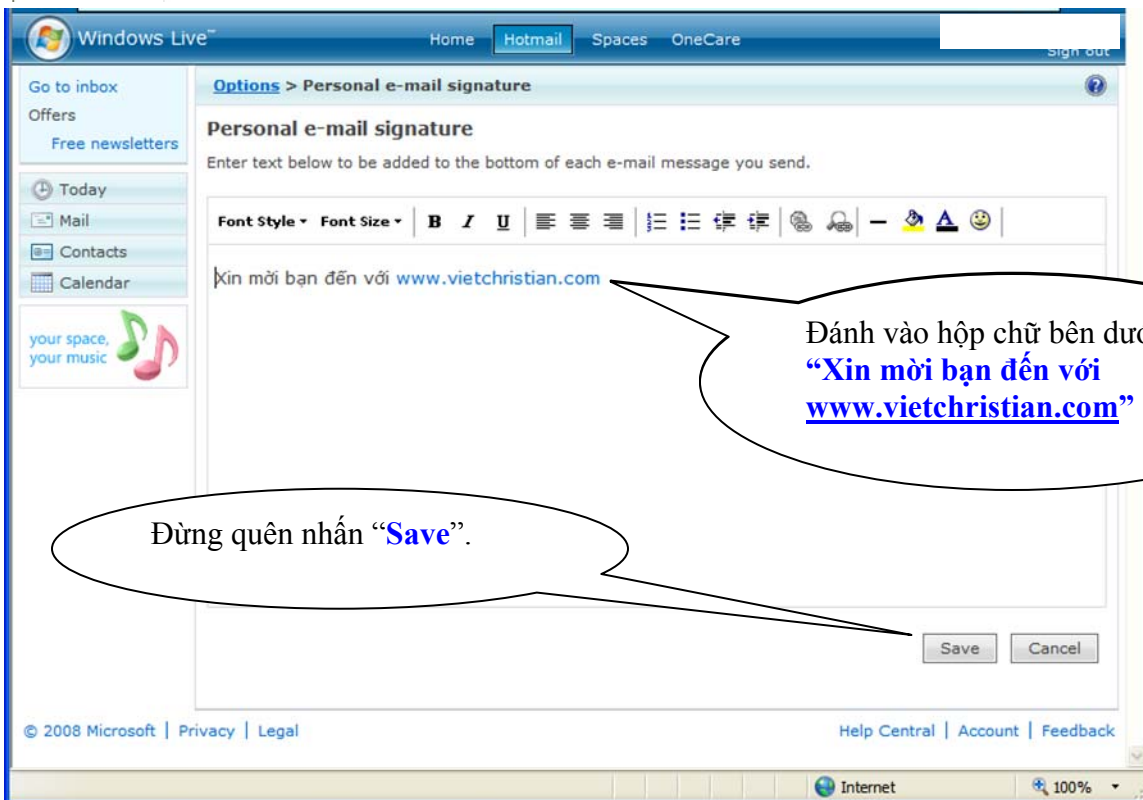 Windows Live™
Home Hotmail Spaces OneCare
Sign out
Go to inbox
Offers
Free newsletters
Today
Mail
Contacts
Calendar
your space,
your music
Options > Personal e-mail signature
Personal e-mail signature
Enter text below to be added to the bottom of each e-mail message you send.
Font Style Font Size B I U A
Xin mời bạn đến với www.vietchristian.com
Đánh vào hộp chữ bên
“Xin mời bạn đến với
www.vietchristian.com”
Đừng quên nhấn “Save”.
Save Cancel
© 2008 Microsoft | Privacy | Legal
Help Central | Account | Feedback
Internet 100%